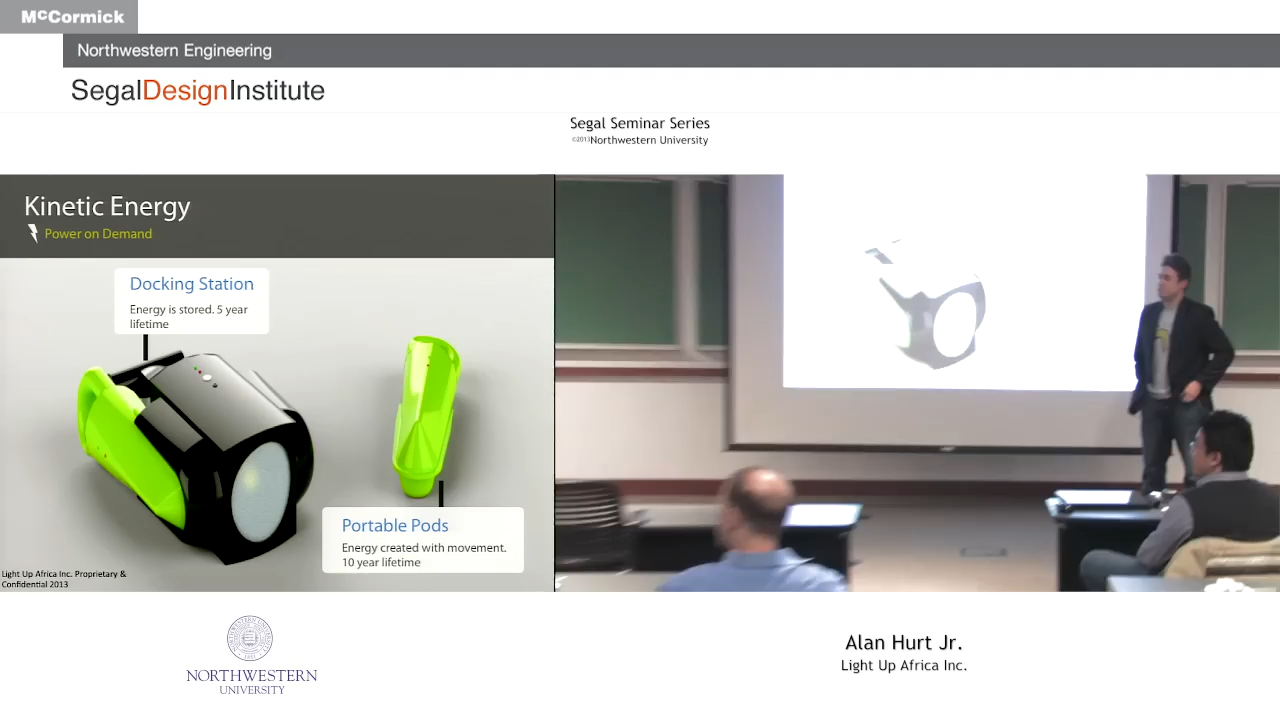 McCormick
Northwestern Engineering
SegalDesignInstitute
Segal Seminar Series
©2013Northwestern University
Kinetic Energy
Power on Demand
Docking Station
Energy is stored. 5 year
lifetime
Portable Pods
Energy created with movement.
10 year lifetime
Light Up Africa Inc. Proprietary &
Confidential 2013
NORTHWESTERN
UNIVERSITY
Alan Hurt Jr.
Light Up Africa Inc.